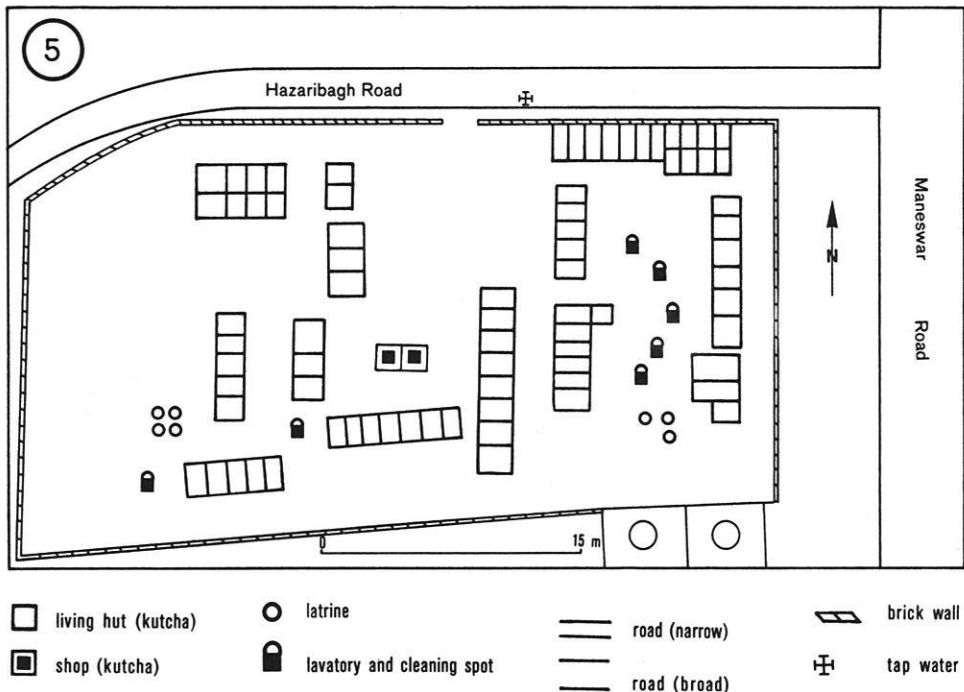 5
Hazaribagh Road
Maneswar Road
N
0
15 m
living hut (kutcha)
latrine
road (narrow)
brick wall
shop (kutcha)
lavatory and cleaning spot
road (broad)
tap water